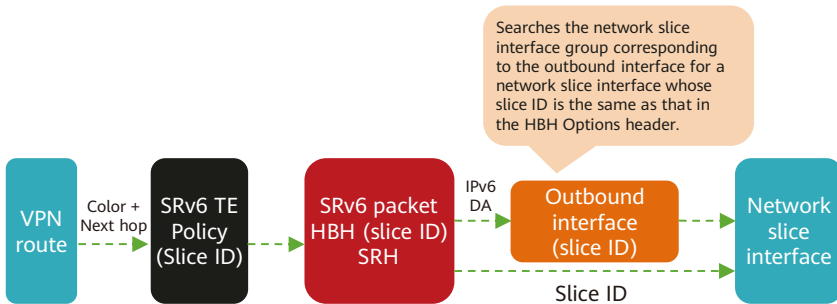 Searches the network slice
interface group corresponding
to the outbound interface for a
network slice interface whose
slice ID is the same as that in
the HBH Options header.
VPN
route
Color +
Next hop
SRv6 TE
Policy
(Slice ID)
SRv6 packet
HBH (slice ID)
SRH
IPv6
DA
Outbound
interface
(slice ID)
Network
slice
interface
Slice ID